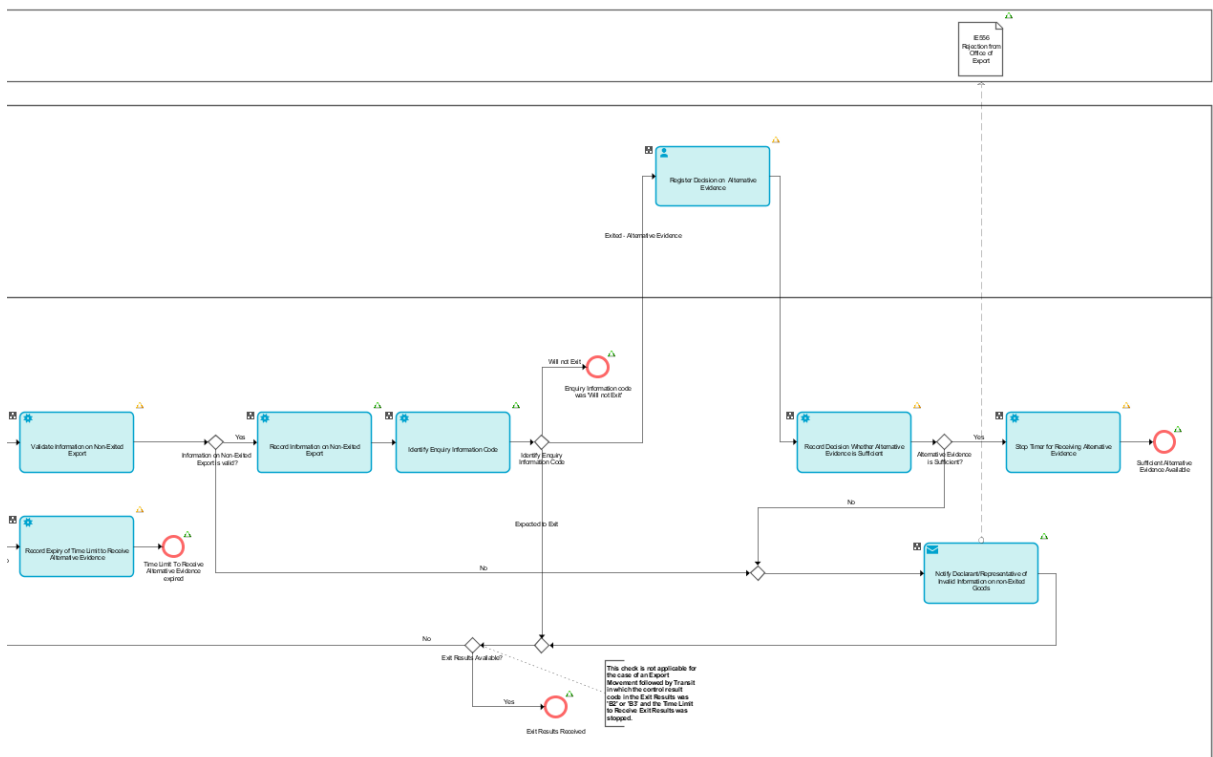 IE556
Rejection from
Office of
Export
Register Decision on Alternative
Evidence
Exited - Alternative Evidence
Will not Exit
Enquiry Information code
was 'Will not Exit'
Validate Information on Non-Exited
Export
Information on Non-Exited
Export is valid?
Yes
Record Information on Non-Exited
Export
Identify Enquiry Information Code
Identify Enquiry
Information Code
Record Decision Whether Alternative
Evidence is Sufficient
Alternative Evidence
is Sufficient?
Yes
Stop Timer for Receiving Alternative
Evidence
Sufficient Alternative
Evidence Available
No
Expected to Exit
Record Expiry of Time Limit to Receive
Alternative Evidence
Time Limit To Receive
Alternative Evidence
expired
No
Notify Declarant/Representative of
Invalid Information on non-Exited
Goods
No
Exit Results Available?
This check is not applicable for
the case of an Export
Movement followed by Transit
in which the control result
code in the Exit Results was
'B2' or 'B3' and the Time Limit
to Receive Exit Results was
stopped.
Yes
Exit Results Received